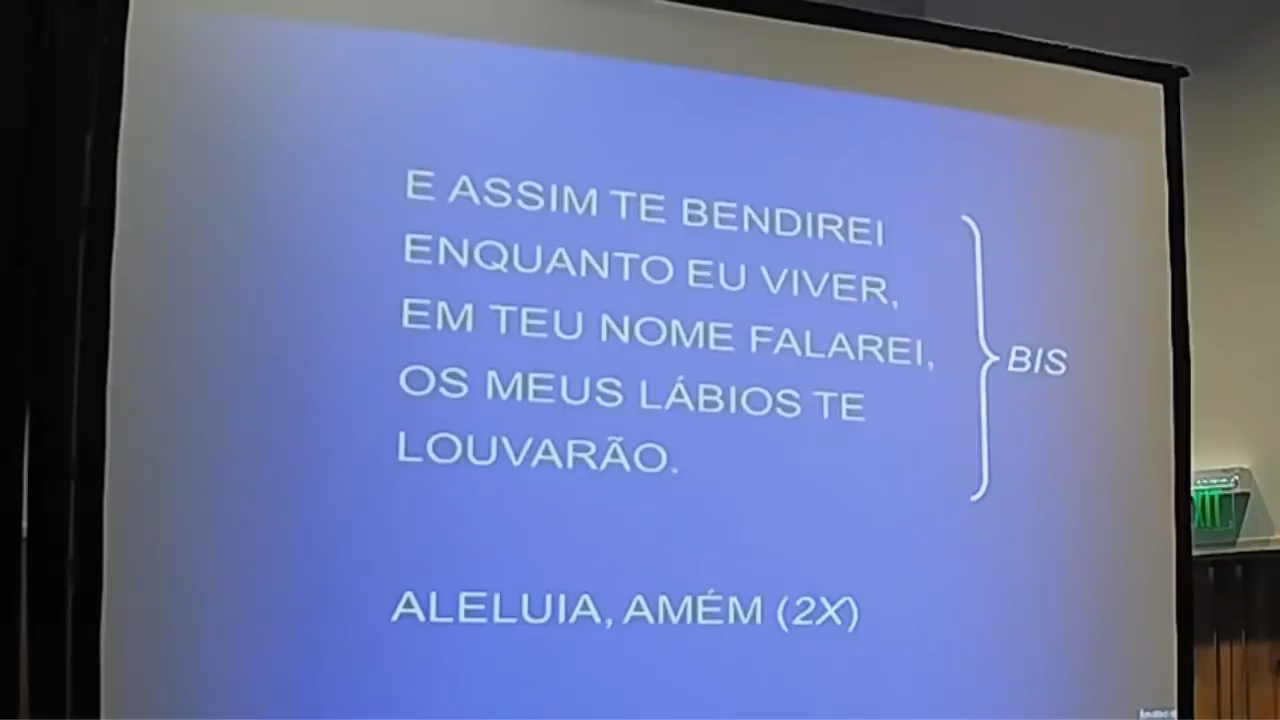 E ASSIM TE BENDIREI
ENQUANTO EU VIVER,
EM TEU NOME FALAREI,
OS MEUS LÁBIOS TE
LOUVARÃO.
BIS
ALELUIA, AMÉM (2X)
EXIT